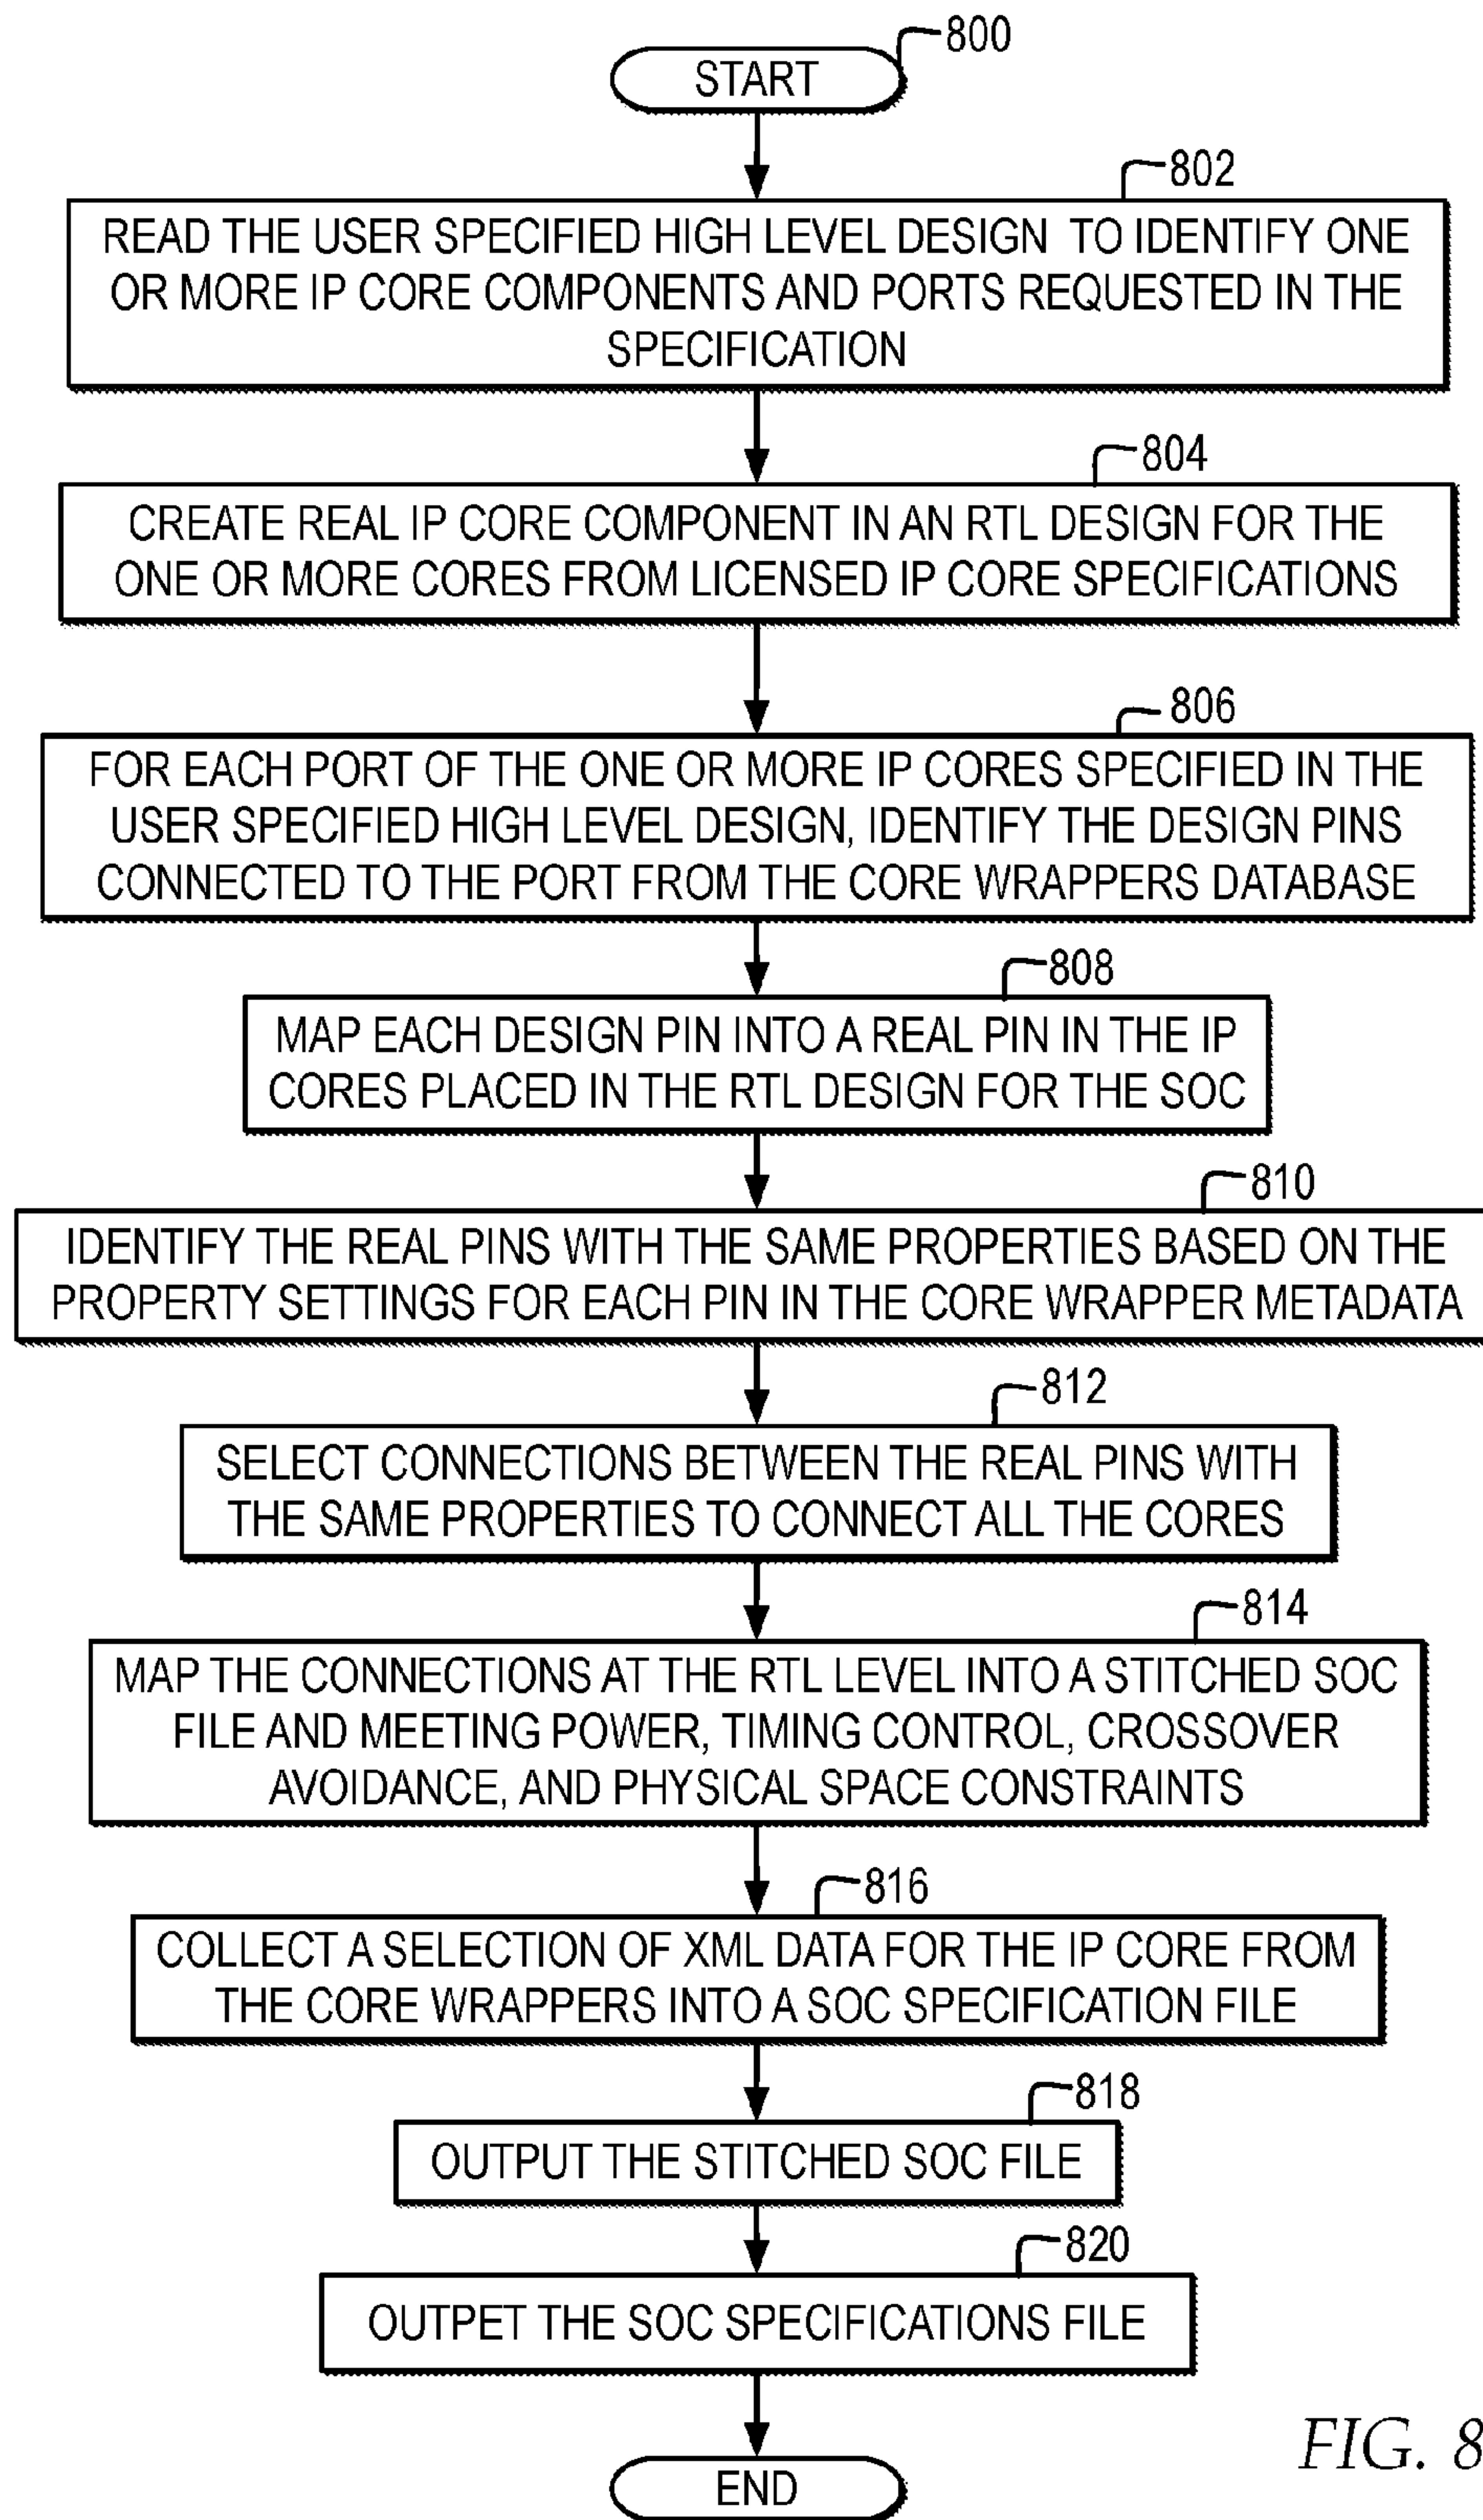 800
START
802
READ THE USER SPECIFIED HIGH LEVEL DESIGN TO IDENTIFY ONE
OR MORE IP CORE COMPONENTS AND PORTS REQUESTED IN THE
SPECIFICATION
804
CREATE REAL IP CORE COMPONENT IN AN RTL DESIGN FOR THE
ONE OR MORE CORES FROM LICENSED IP CORE SPECIFICATIONS
806
FOR EACH PORT OF THE ONE OR MORE IP CORES SPECIFIED IN THE
USER SPECIFIED HIGH LEVEL DESIGN, IDENTIFY THE DESIGN PINS
CONNECTED TO THE PORT FROM THE CORE WRAPPERS DATABASE
808
MAP EACH DESIGN PIN INTO A REAL PIN IN THE IP
CORES PLACED IN THE RTL DESIGN FOR THE SOC
810
IDENTIFY THE REAL PINS WITH THE SAME PROPERTIES BASED ON THE
PROPERTY SETTINGS FOR EACH PIN IN THE CORE WRAPPER METADATA
812
SELECT CONNECTIONS BETWEEN THE REAL PINS WITH
THE SAME PROPERTIES TO CONNECT ALL THE CORES
814
MAP THE CONNECTIONS AT THE RTL LEVEL INTO A STITCHED SOC
FILE AND MEETING POWER, TIMING CONTROL, CROSSOVER
AVOIDANCE, AND PHYSICAL SPACE CONSTRAINTS
816
COLLECT A SELECTION OF XML DATA FOR THE IP CORE FROM
THE CORE WRAPPERS INTO A SOC SPECIFICATION FILE
818
OUTPUT THE STITCHED SOC FILE
820
OUTPET THE SOC SPECIFICATIONS FILE
END
FIG. 8